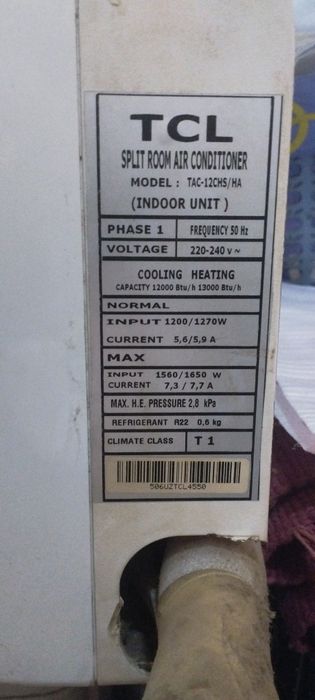 TCL
SPLIT ROOM AIR CONDITIONER
MODEL : TAC-12CHS/HA
(INDOOR UNIT )
PHASE 1 FREQUENCY 50 Hz
VOLTAGE 220-240 v ~
COOLING HEATING
CAPACITY 12000 Btu/h 13000 Btu/h
NORMAL
INPUT 1200/1270W
CURRENT 5,6/5,9 A
MAX
INPUT 1560/1650 W
CURRENT 7,3 / 7,7 A
MAX. H.E. PRESSURE 2,8 kPa
REFRIGERANT R22 0,6 kg
CLIMATE CLASS T 1
506UZTCL4550